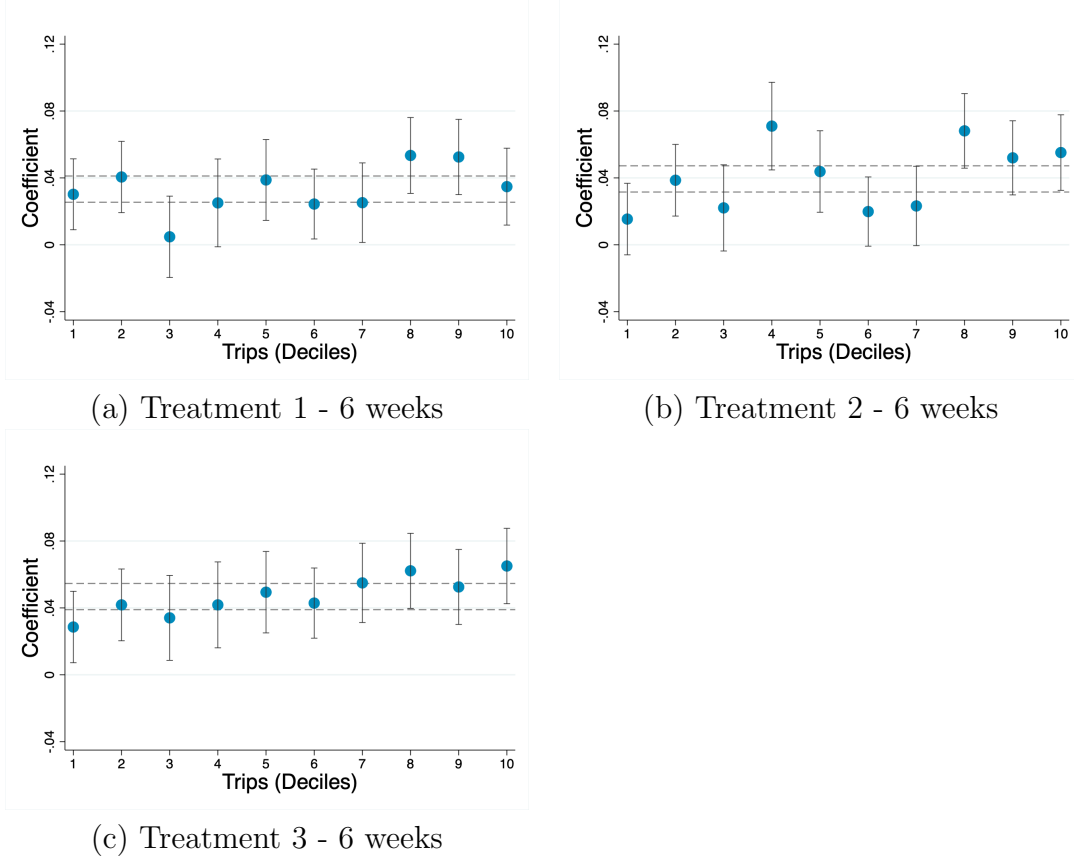 .12
.08
.04
0
-.04
Coefficient
1 2 3 4 5 6 7 8 9 10
Trips (Deciles)
(a) Treatment 1 - 6 weeks
.12
.08
.04
0
-.04
Coefficient
1 2 3 4 5 6 7 8 9 10
Trips (Deciles)
(b) Treatment 2 - 6 weeks
.12
.08
.04
0
-.04
Coefficient
1 2 3 4 5 6 7 8 9 10
Trips (Deciles)
(c) Treatment 3 - 6 weeks